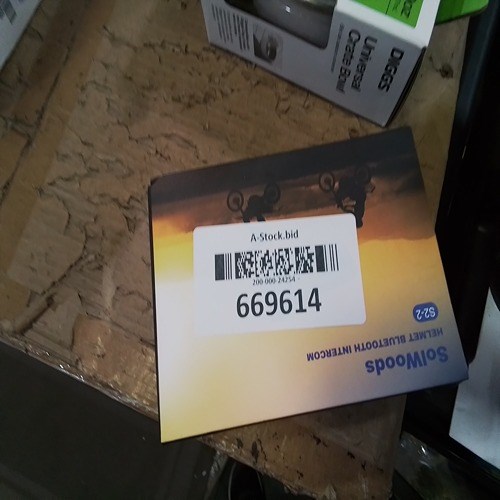 DIGGS
Universal
Crate Bowl
A-Stock.bid
200-000-24254
669614
SolWoods
HELMET BLUETOOTH INTERCOM
S2-2